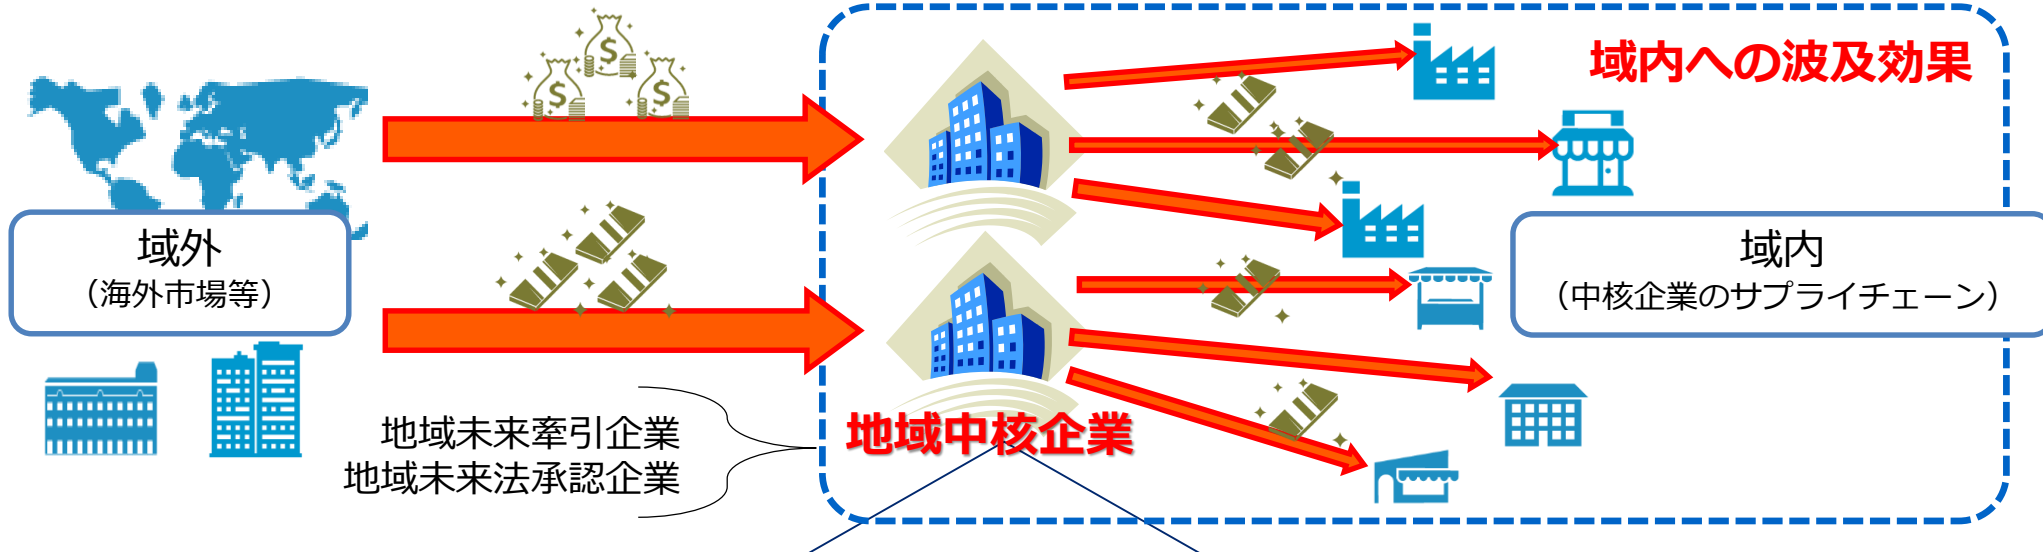 域内への波及効果
域外
（海外市場等）
域内
（中核企業のサプライチェーン）
地域中核企業
地域未来牽引企業
地域未来法承認企業